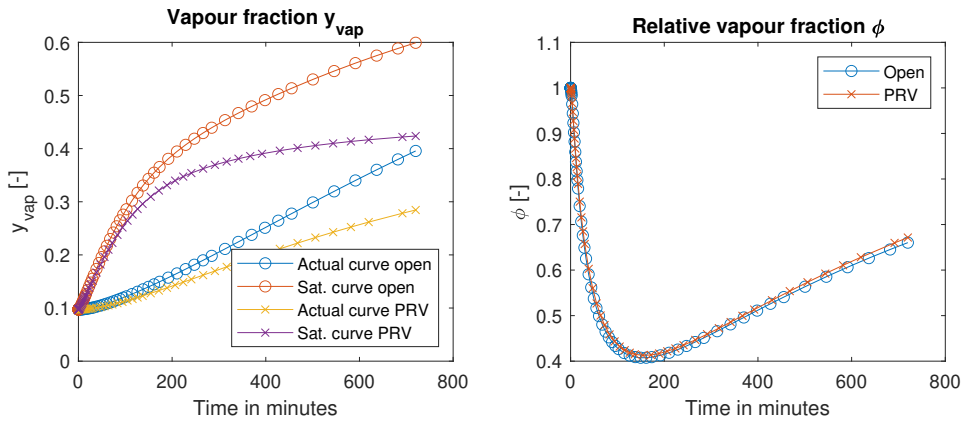 Vapour fraction y_vap
y_vap [-]
0.6
0.5
0.4
0.3
0.2
0.1
0
0 200 400 600 800
Time in minutes
Actual curve open
Sat. curve open
Actual curve PRV
Sat. curve PRV
Relative vapour fraction ϕ
ϕ [-]
1.1
1
0.9
0.8
0.7
0.6
0.5
0.4
0 200 400 600 800
Time in minutes
Open
PRV